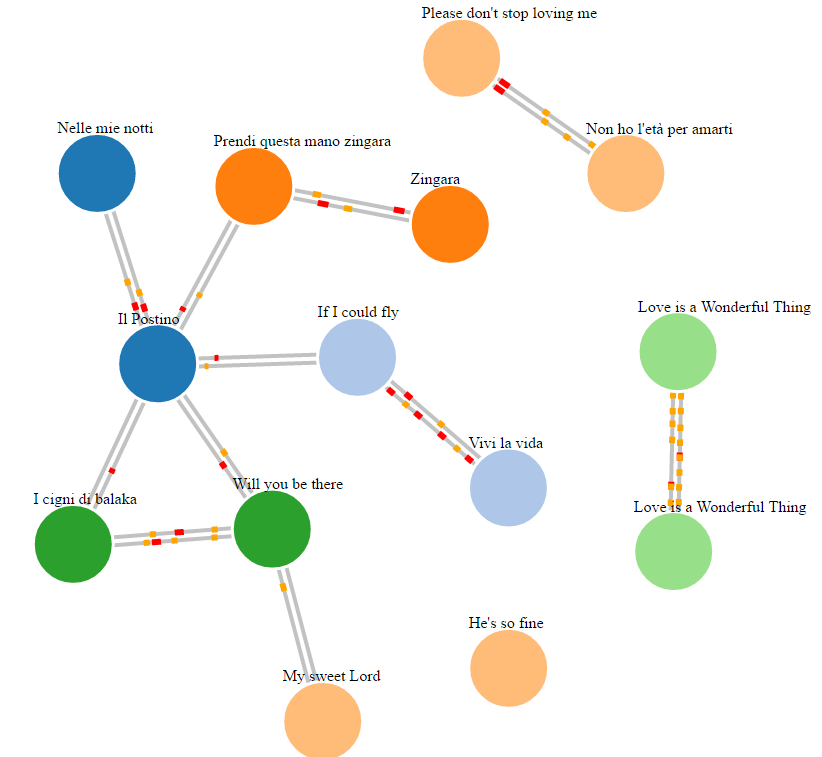 Please don't stop loving me
Nelle mie notti
Prendi questa mano zingara
Non ho l'età per amarti
Zingara
Il Postino
If I could fly
Love is a Wonderful Thing
Vivi la vida
I cigni di balaka
Will you be there
Love is a Wonderful Thing
He's so fine
My sweet Lord